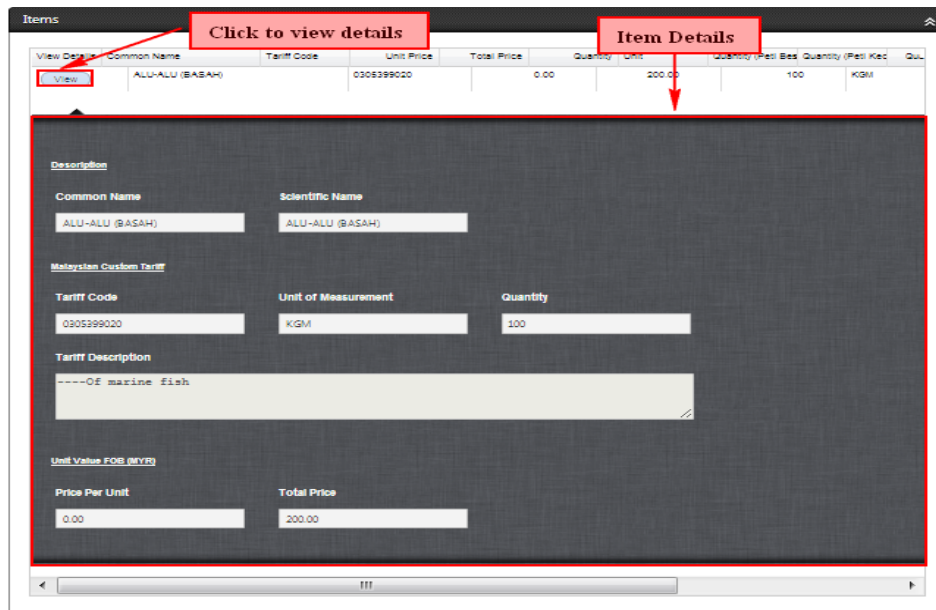 Items
Click to view details
Item Details
View Details Common Name Tariff Code Unit Price Total Price Quantity Unit Quantity (Peti Bes Quantity (Peti Kec
View ALU-ALU (BASAH) 0305399020 0.00 200.00 100 KGM
Description
Common Name Scientific Name
ALU-ALU (BASAH) ALU-ALU (BASAH)
Malaysian Custom Tariff
Tariff Code Unit of Measurement Quantity
0305399020 KGM 100
Tariff Description
----Of marine fish
Unit Value FOB (MYR)
Price Per Unit Total Price
0.00 200.00